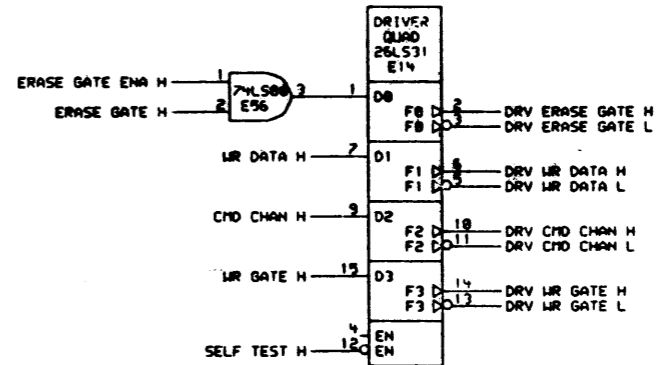 DRIVER
QUAD
26LS31
E14
ERASE GATE ENA H 1
ERASE GATE H 2
74LS08
E56
3 1 D0
F0 2 DRV ERASE GATE H
F0 3 DRV ERASE GATE L
WR DATA H 7 D1
F1 6 DRV WR DATA H
F1 5 DRV WR DATA L
CMD CHAN H 9 D2
F2 10 DRV CMD CHAN H
F2 11 DRV CMD CHAN L
WR GATE H 15 D3
F3 14 DRV WR GATE H
F3 13 DRV WR GATE L
4 EN
SELF TEST H 12 EN